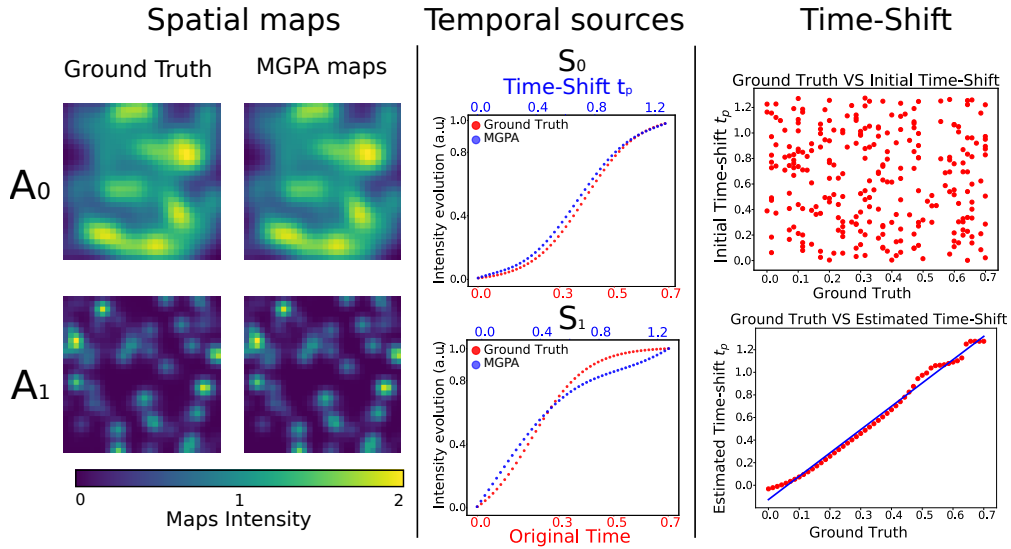 Spatial maps
Temporal sources
Time-Shift
Ground Truth
MGPA maps
A0
A1
0 1 2
Maps Intensity
S0
Time-Shift tp
0.0 0.4 0.8 1.2
Ground Truth
MGPA
Intensity evolution (a.u)
1.0
0.8
0.4
0.0
0.0 0.3 0.5 0.7
S1
0.0 0.4 0.8 1.2
Ground Truth
MGPA
Intensity evolution (a.u)
1.0
0.8
0.4
0.0
0.0 0.3 0.5 0.7
Original Time
Ground Truth VS Initial Time-Shift
Initial Time-shift tp
1.2
1.0
0.8
0.6
0.4
0.2
0.0
0.0 0.1 0.2 0.3 0.4 0.5 0.6 0.7
Ground Truth
Ground Truth VS Estimated Time-Shift
Estimated Time-shift tp
1.2
1.0
0.8
0.6
0.4
0.2
0.0
0.0 0.1 0.2 0.3 0.4 0.5 0.6 0.7
Ground Truth